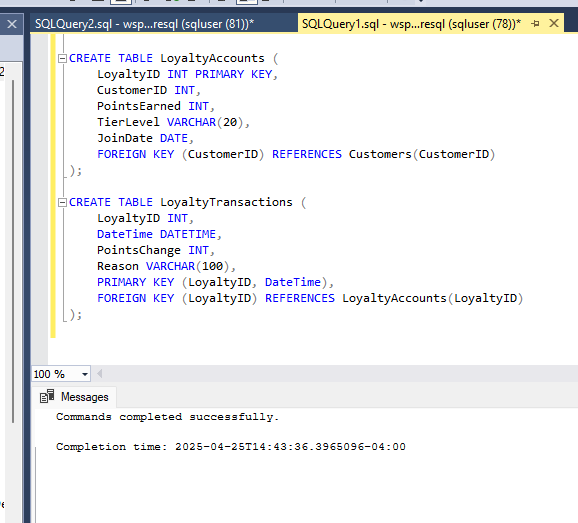 SQLQuery2.sql - wsp...resql (sqluser (81))*
SQLQuery1.sql - wsp...resql (sqluser (78))*
CREATE TABLE LoyaltyAccounts (
LoyaltyID INT PRIMARY KEY,
CustomerID INT,
PointsEarned INT,
TierLevel VARCHAR(20),
JoinDate DATE,
FOREIGN KEY (CustomerID) REFERENCES Customers(CustomerID)
);
CREATE TABLE LoyaltyTransactions (
LoyaltyID INT,
DateTime DATETIME,
PointsChange INT,
Reason VARCHAR(100),
PRIMARY KEY (LoyaltyID, DateTime),
FOREIGN KEY (LoyaltyID) REFERENCES LoyaltyAccounts(LoyaltyID)
);
100 %
Messages
Commands completed successfully.
Completion time: 2025-04-25T14:43:36.3965096-04:00